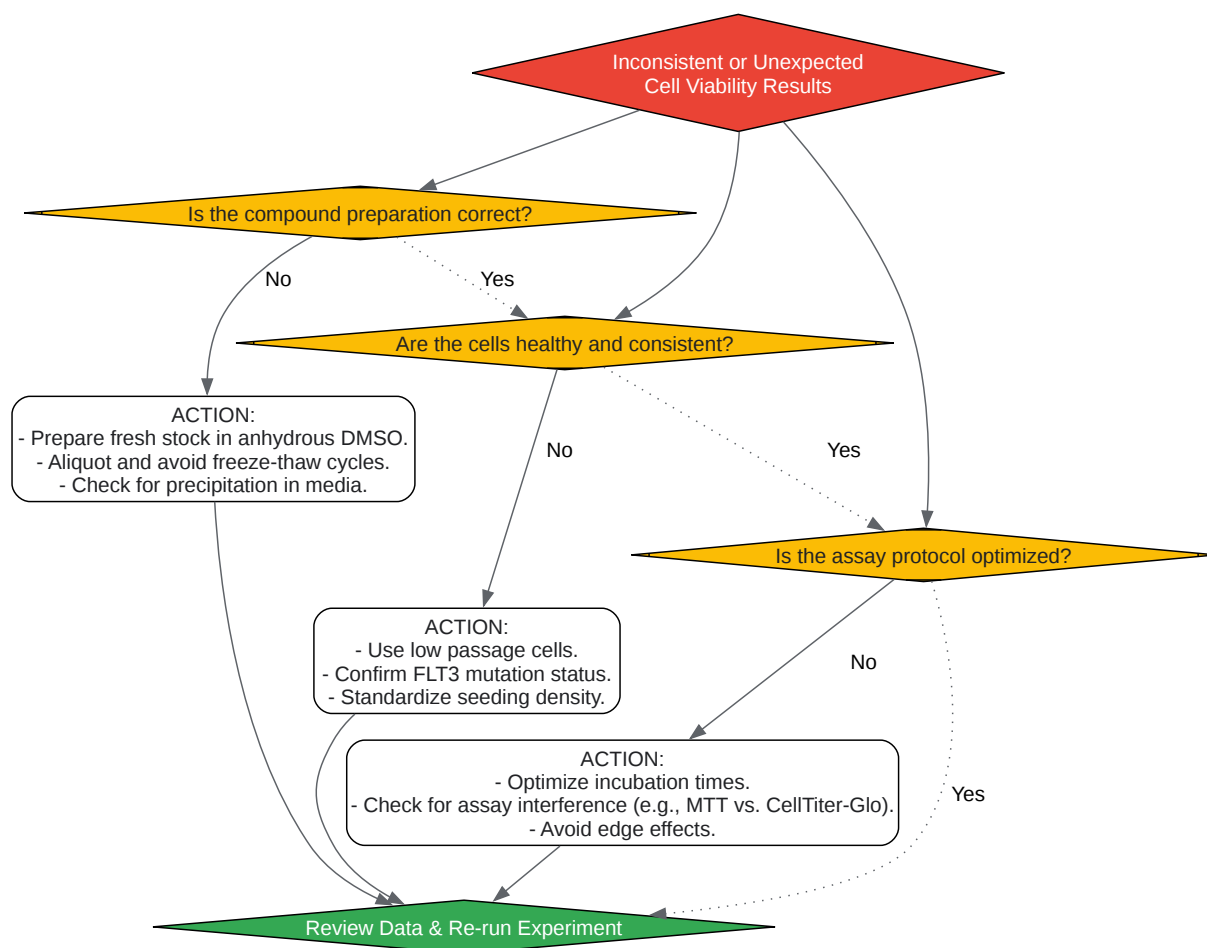 Inconsistent or Unexpected
Cell Viability Results
Is the compound preparation correct?
No
Yes
Are the cells healthy and consistent?
ACTION:
- Prepare fresh stock in anhydrous DMSO.
- Aliquot and avoid freeze-thaw cycles.
- Check for precipitation in media.
No
Yes
Is the assay protocol optimized?
ACTION:
- Use low passage cells.
- Confirm FLT3 mutation status.
- Standardize seeding density.
No
ACTION:
- Optimize incubation times.
- Check for assay interference (e.g., MTT vs. CellTiter-Glo).
- Avoid edge effects.
Yes
Review Data & Re-run Experiment